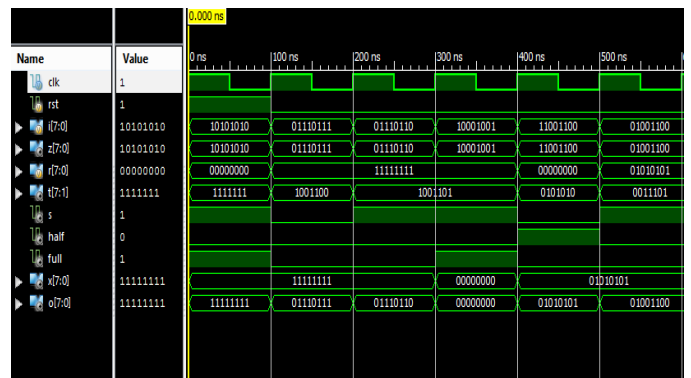 0.000 ns
Name Value 0 ns 100 ns 200 ns 300 ns 400 ns 500 ns
clk 1
rst 1
i[7:0] 10101010 10101010 01110111 01110110 10001001 11001100 01001100
z[7:0] 10101010 10101010 01110111 01110110 10001001 11001100 01001100
r[7:0] 00000000 00000000 11111111 00000000 01010101
t[7:1] 1111111 1111111 1001100 1001101 0101010 0011101
s 1
half 0
full 1
x[7:0] 11111111 11111111 00000000 01010101
o[7:0] 11111111 11111111 01110111 01110110 00000000 01010101 01001100